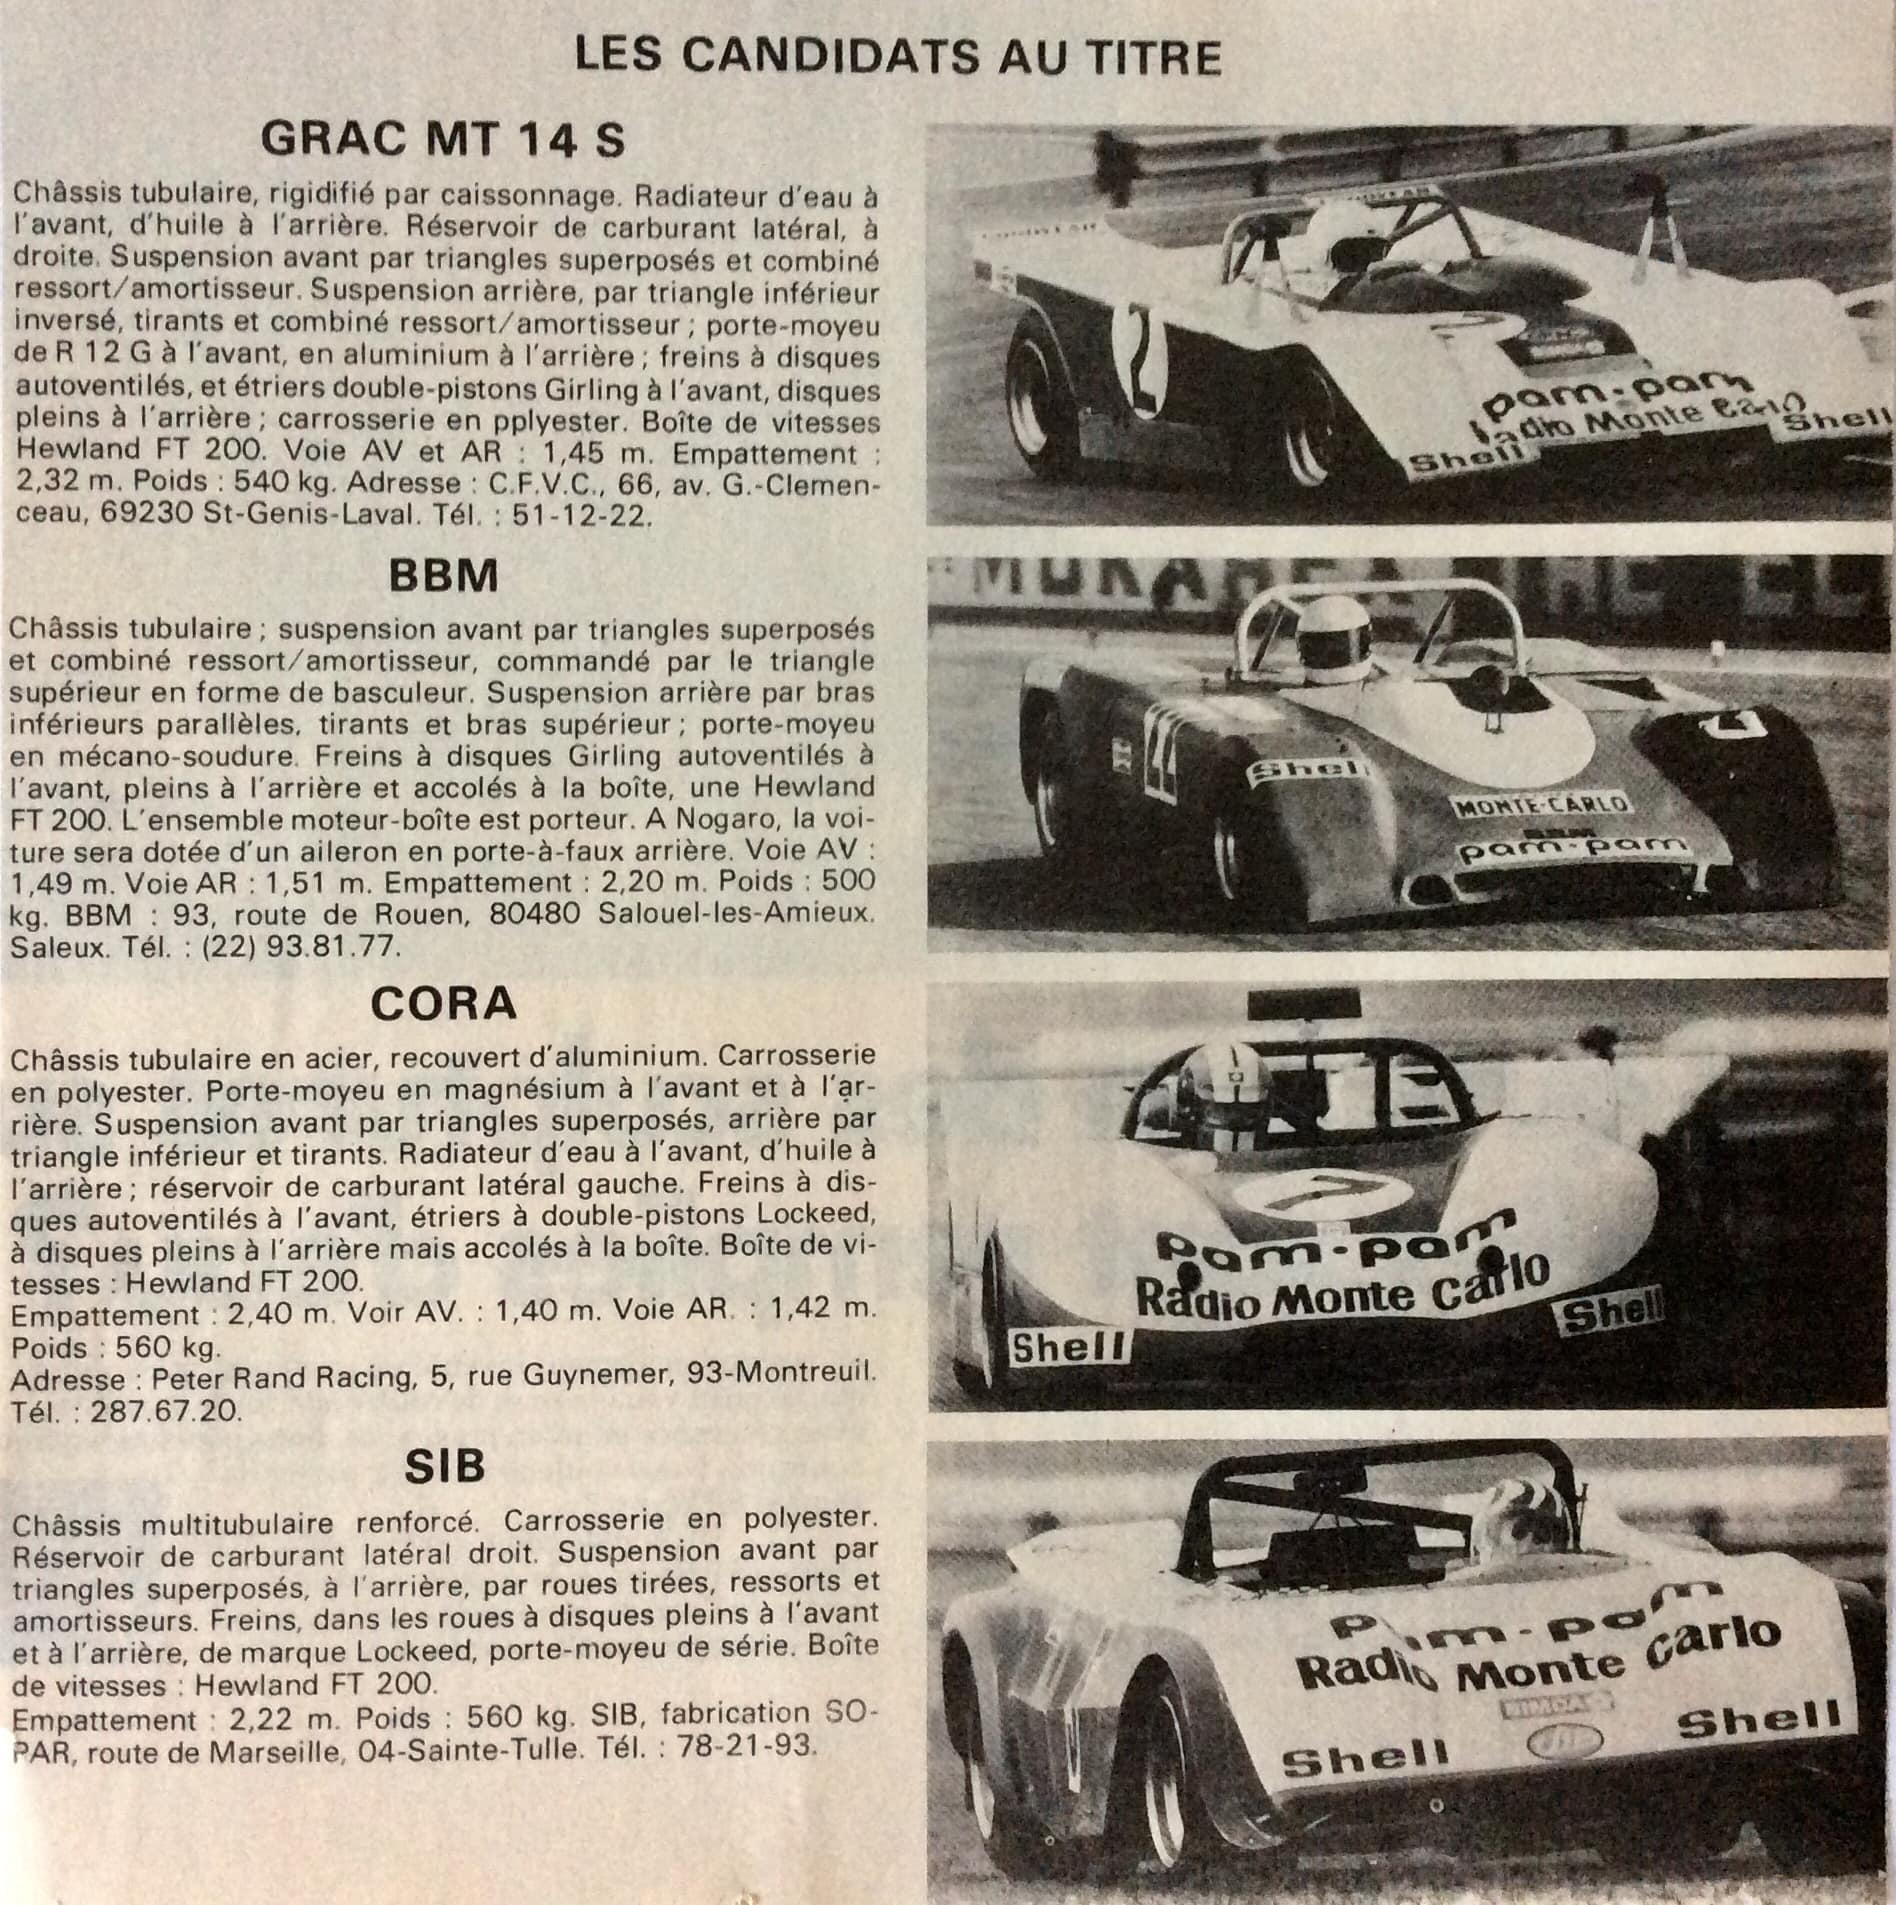 LES CANDIDATS AU TITRE
GRAC MT 14 S
Châssis tubulaire, rigidifié par caissonnage. Radiateur d'eau à
l'avant, d'huile à l'arrière. Réservoir de carburant latéral, à
droite. Suspension avant par triangles superposés et combiné
ressort/amortisseur. Suspension arrière, par triangle inférieur
inversé, tirants et combiné ressort/amortisseur ; porte-moyeu
de R 12 G à l'avant, en aluminium à l'arrière ; freins à disques
autoventilés, et étriers double-pistons Girling à l'avant, disques
pleins à l'arrière ; carrosserie en pplyester. Boîte de vitesses
Hewland FT 200. Voie AV et AR : 1,45 m. Empattement :
2,32 m. Poids : 540 kg. Adresse : C.F.V.C., 66, av. G.-Clemen-
ceau, 69230 St-Genis-Laval. Tél. : 51-12-22.
2
pam-pam
Radio Monte Carlo
Shell
Shell
BBM
Châssis tubulaire ; suspension avant par triangles superposés
et combiné ressort/amortisseur, commandé par le triangle
supérieur en forme de basculeur. Suspension arrière par bras
inférieurs parallèles, tirants et bras supérieur ; porte-moyeu
en mécano-soudure. Freins à disques Girling autoventilés à
l'avant, pleins à l'arrière et accolés à la boîte, une Hewland
FT 200. L'ensemble moteur-boîte est porteur. A Nogaro, la voi-
ture sera dotée d'un aileron en porte-à-faux arrière. Voie AV :
1,49 m. Voie AR : 1,51 m. Empattement : 2,20 m. Poids : 500
kg. BBM : 93, route de Rouen, 80480 Salouel-les-Amieux.
Saleux. Tél. : (22) 93.81.77.
Shell
MONTE-CARLO
BBM
pam-pam
CORA
Châssis tubulaire en acier, recouvert d'aluminium. Carrosserie
en polyester. Porte-moyeu en magnésium à l'avant et à l'ar-
rière. Suspension avant par triangles superposés, arrière par
triangle inférieur et tirants. Radiateur d'eau à l'avant, d'huile à
l'arrière ; réservoir de carburant latéral gauche. Freins à dis-
ques autoventilés à l'avant, étriers à double-pistons Lockeed,
à disques pleins à l'arrière mais accolés à la boîte. Boîte de vi-
tesses : Hewland FT 200.
Empattement : 2,40 m. Voir AV. : 1,40 m. Voie AR. : 1,42 m.
Poids : 560 kg.
Adresse : Peter Rand Racing, 5, rue Guynemer, 93-Montreuil.
Tél. : 287.67.20.
pam-pam
Radio Monte Carlo
Shell
Shell
SIB
Châssis multitubulaire renforcé. Carrosserie en polyester.
Réservoir de carburant latéral droit. Suspension avant par
triangles superposés, à l'arrière, par roues tirées, ressorts et
amortisseurs. Freins, dans les roues à disques pleins à l'avant
et à l'arrière, de marque Lockeed, porte-moyeu de série. Boîte
de vitesses : Hewland FT 200.
Empattement : 2,22 m. Poids : 560 kg. SIB, fabrication SO-
PAR, route de Marseille, 04-Sainte-Tulle. Tél. : 78-21-93.
pam-pam
Radio Monte Carlo
Shell
Shell